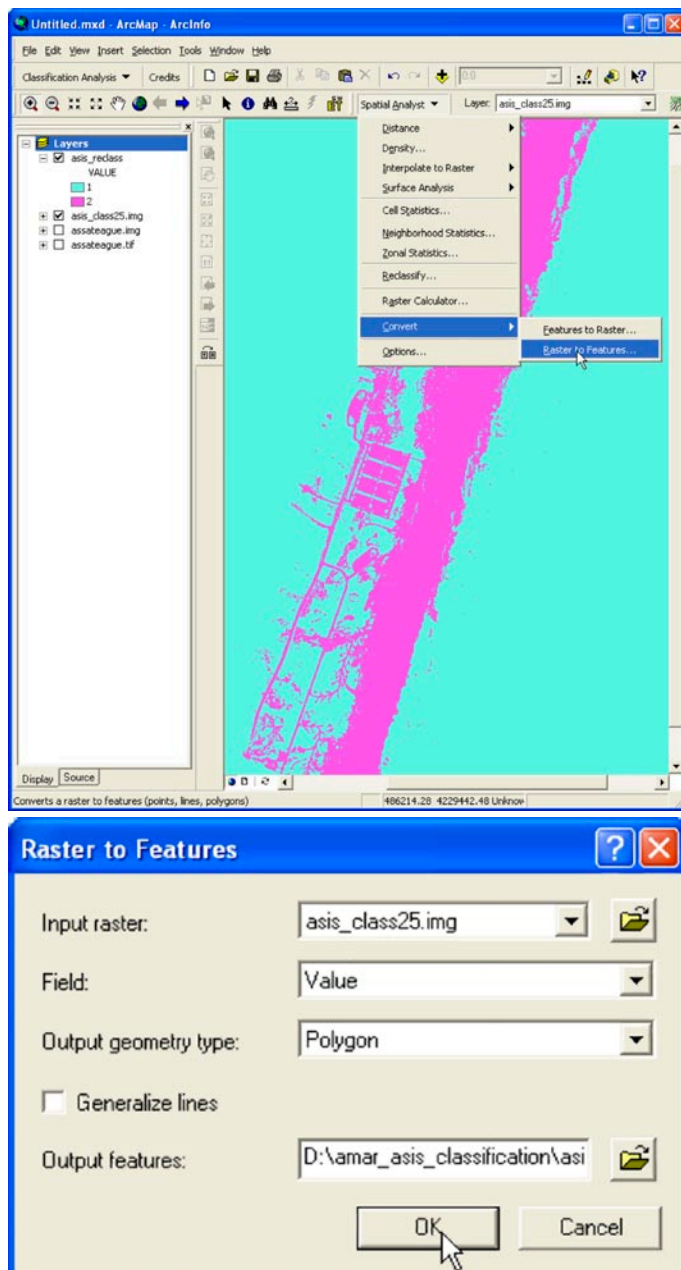 Untitled.mxd - ArcMap - ArcInfo
File Edit View Insert Selection Tools Window Help
Classification Analysis Credits 0:0
Spatial Analyst Layer: asis_class25.img
Layers
asis_reclass
VALUE
1
2
asis_class25.img
assateague.img
assateague.tif
Distance
Density...
Interpolate to Raster
Surface Analysis
Cell Statistics...
Neighborhood Statistics...
Zonal Statistics...
Reclassify...
Raster Calculator...
Convert
Options...
Features to Raster...
Raster to Features...
Display Source
Converts a raster to features (points, lines, polygons) 486214.28 4229442.48 Unknow
Raster to Features
Input raster: asis_class25.img
Field: Value
Output geometry type: Polygon
Generalize lines
Output features: D:\amar_asis_classification\asi
OK Cancel